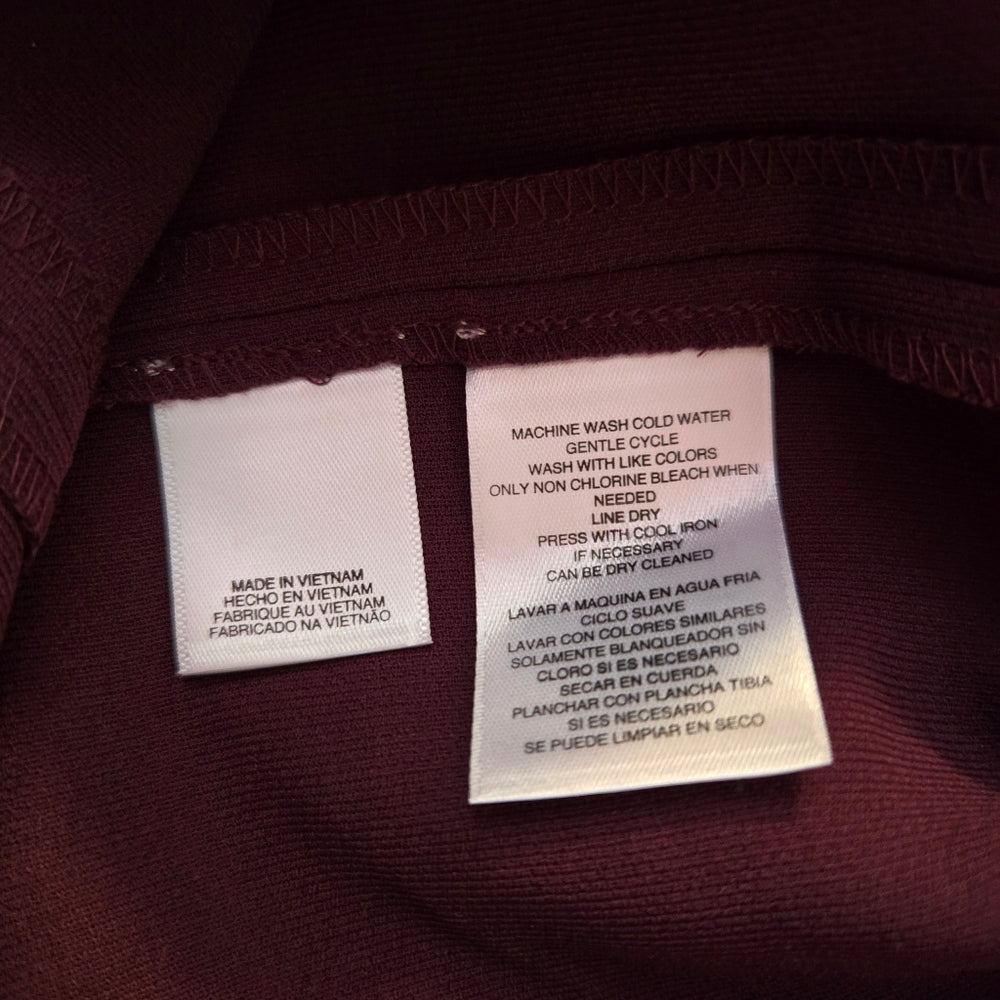 MADE IN VIETNAM
HECHO EN VIETNAM
FABRIQUE AU VIETNAM
FABRICADO NA VIETNÃO
MACHINE WASH COLD WATER
GENTLE CYCLE
WASH WITH LIKE COLORS
ONLY NON CHLORINE BLEACH WHEN
NEEDED
LINE DRY
PRESS WITH COOL IRON
IF NECESSARY
CAN BE DRY CLEANED
LAVAR A MAQUINA EN AGUA FRIA
CICLO SUAVE
LAVAR CON COLORES SIMILARES
SOLAMENTE BLANQUEADOR SIN
CLORO SI ES NECESARIO
SECAR EN CUERDA
PLANCHAR CON PLANCHA TIBIA
SI ES NECESARIO
SE PUEDE LIMPIAR EN SECO